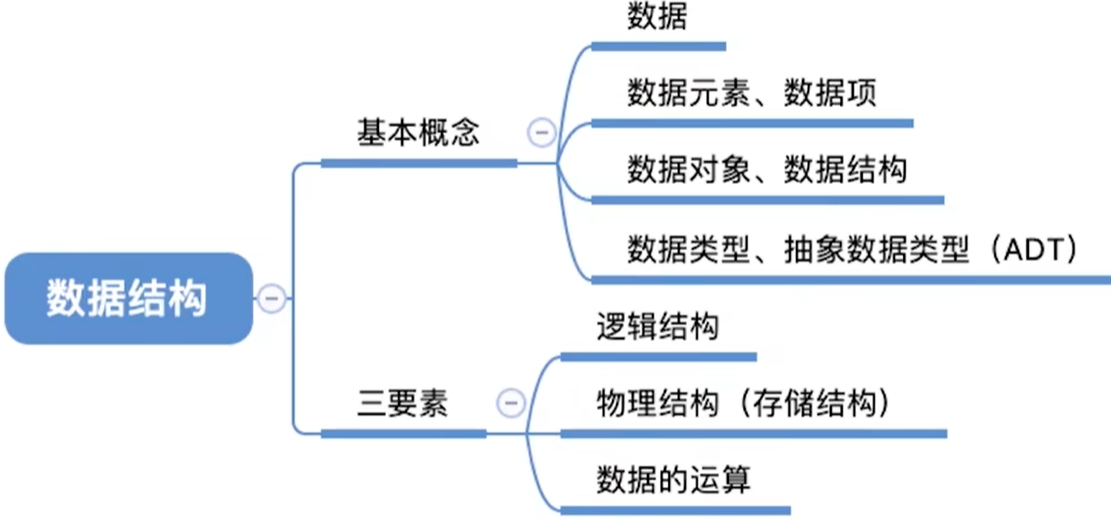 数据结构
基本概念
数据
数据元素、数据项
数据对象、数据结构
数据类型、抽象数据类型（ADT）
三要素
逻辑结构
物理结构（存储结构）
数据的运算